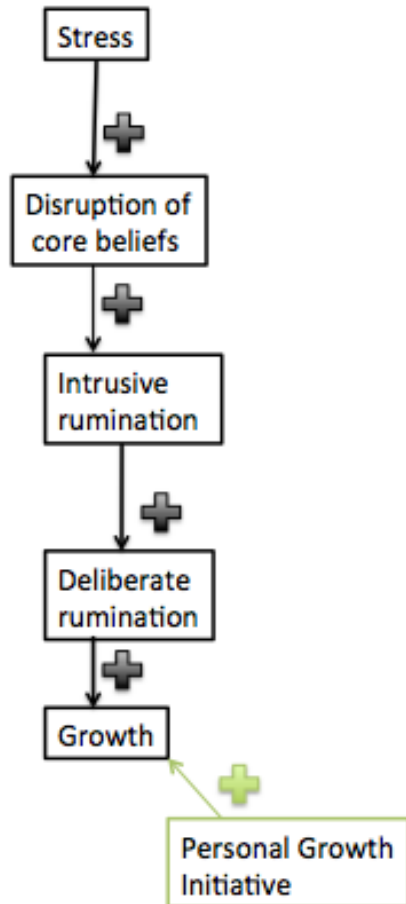 Stress
Disruption of
core beliefs
Intrusive
rumination
Deliberate
rumination
Growth
Personal Growth
Initiative